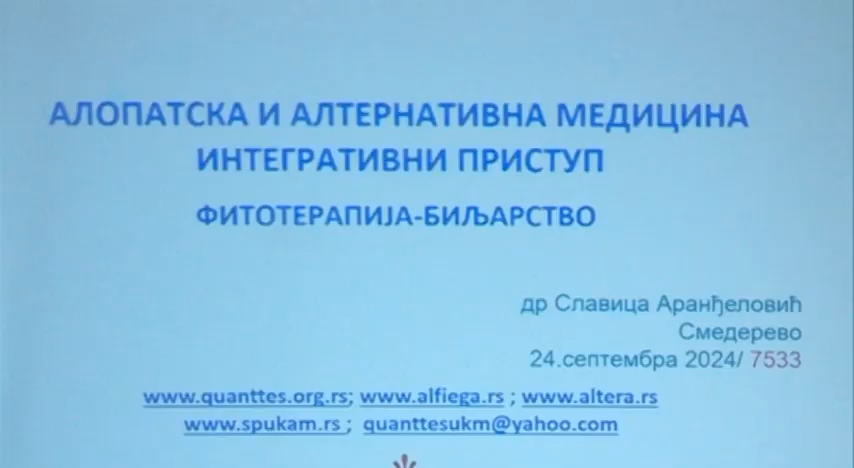 АЛОПАТСКА И АЛТЕРНАТИВНА МЕДИЦИНА
ИНТЕГРАТИВНИ ПРИСТУП
ФИТОТЕРАПИЈА-БИЉАРСТВО
др Славица Аранђеловић
Смедерево
24.септембра 2024/ 7533
www.quanttes.org.rs; www.alfiega.rs ; www.altera.rs
www.spukam.rs ; quanttesukm@yahoo.com